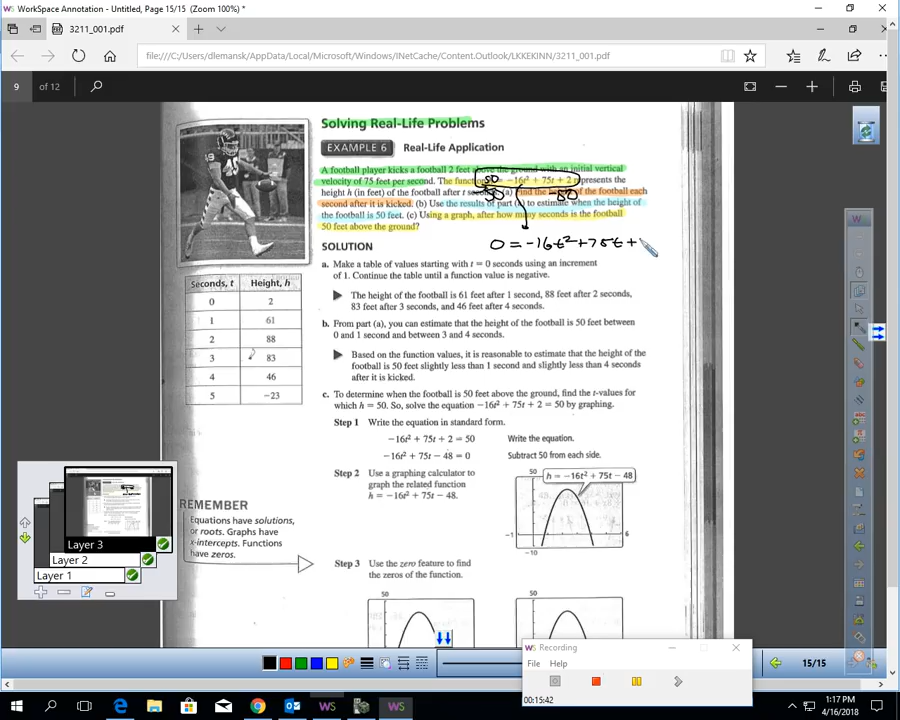 WorkSpace Annotation - Untitled, Page 15/15 (Zoom 100%) *
3211_001.pdf
file:///C:/Users/dlemansk/AppData/Local/Microsoft/Windows/INetCache/Content.Outlook/LKKEKINN/3211_001.pdf
9 of 12
Solving Real-Life Problems
EXAMPLE 6 Real-Life Application
A football player kicks a football 2 feet above the ground with an initial vertical
velocity of 75 feet per second. The function 50 -16t² + 75t + 2 represents the
height h (in feet) of the football after t seconds. (a) Find the height of the football each
50 50
second after it is kicked. (b) Use the results of part (a) to estimate when the height of
the football is 50 feet. (c) Using a graph, after how many seconds is the football
50 feet above the ground?
0 = -16t² + 75t +
SOLUTION
a. Make a table of values starting with t = 0 seconds using an increment
of 1. Continue the table until a function value is negative.
The height of the football is 61 feet after 1 second, 88 feet after 2 seconds,
83 feet after 3 seconds, and 46 feet after 4 seconds.
b. From part (a), you can estimate that the height of the football is 50 feet between
0 and 1 second and between 3 and 4 seconds.
Based on the function values, it is reasonable to estimate that the height of the
football is 50 feet slightly less than 1 second and slightly less than 4 seconds
after it is kicked.
c. To determine when the football is 50 feet above the ground, find the t-values for
which h = 50. So, solve the equation −16t² + 75t + 2 = 50 by graphing.
Step 1 Write the equation in standard form.
−16t² + 75t + 2 = 50 Write the equation.
−16t² + 75t − 48 = 0 Subtract 50 from each side.
Step 2 Use a graphing calculator to
graph the related function
h = −16t² + 75t − 48.
50
h = −16t² + 75t − 48
−1 6
−10
Step 3 Use the zero feature to find
the zeros of the function.
50 50
Seconds, t Height, h
0 2
1 61
2 88
3 83
4 46
5 −23
REMEMBER
Equations have solutions,
or roots. Graphs have
x-intercepts. Functions
have zeros.
Layer 3
Layer 2
Layer 1
WS Recording
File Help
00:15:42
15/15
WS
WS
1:17 PM
4/16/2018